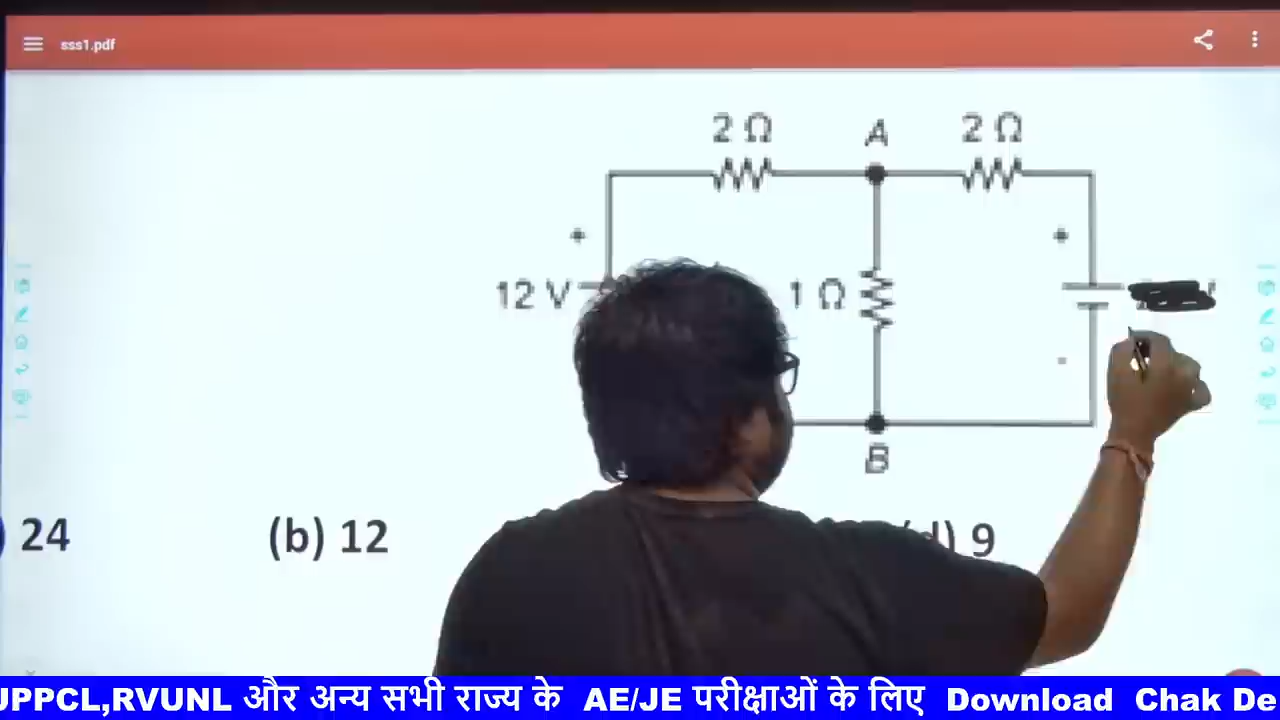 sss1.pdf
2 Ω A 2 Ω
+ +
12 V 1 Ω
-
B
24 (b) 12 (d) 9
JPPCL,RVUNL और अन्य सभी राज्य के AE/JE परीक्षाओं के लिए Download Chak De